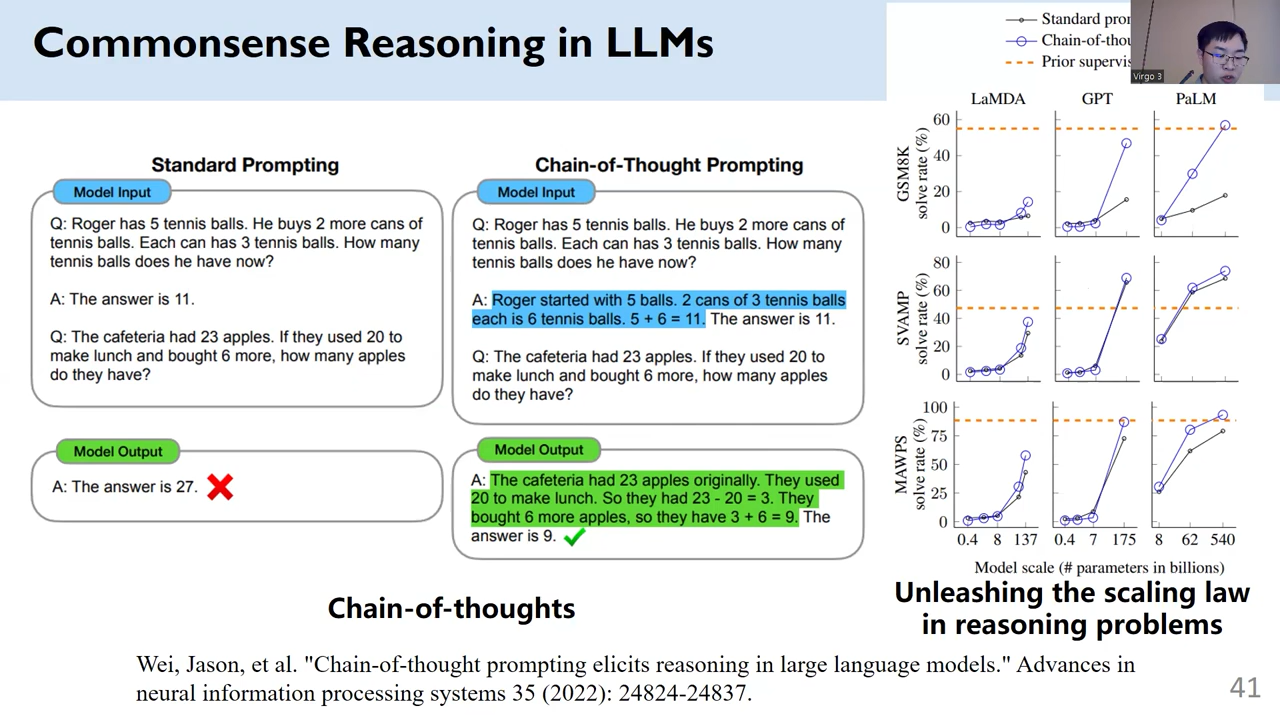 Commonsense Reasoning in LLMs
Standard Prompting
Model Input
Q: Roger has 5 tennis balls. He buys 2 more cans of
tennis balls. Each can has 3 tennis balls. How many
tennis balls does he have now?
A: The answer is 11.
Q: The cafeteria had 23 apples. If they used 20 to
make lunch and bought 6 more, how many apples
do they have?
Model Output
A: The answer is 27.
Chain-of-Thought Prompting
Model Input
Q: Roger has 5 tennis balls. He buys 2 more cans of
tennis balls. Each can has 3 tennis balls. How many
tennis balls does he have now?
A: Roger started with 5 balls. 2 cans of 3 tennis balls
each is 6 tennis balls. 5 + 6 = 11. The answer is 11.
Q: The cafeteria had 23 apples. If they used 20 to
make lunch and bought 6 more, how many apples
do they have?
Model Output
A: The cafeteria had 23 apples originally. They used
20 to make lunch. So they had 23 - 20 = 3. They
bought 6 more apples, so they have 3 + 6 = 9. The
answer is 9.
Chain-of-thoughts
Standard
Chain-of-thou
Prior supervis
Virgo 3
LaMDA GPT PaLM
GSM8K
solve rate (%)
60
40
20
0
SVAMP
solve rate (%)
80
60
40
20
0
MAWPS
solve rate (%)
100
75
50
25
0
0.4 8 137 0.4 7 175 8 62 540
Model scale (# parameters in billions)
Unleashing the scaling law
in reasoning problems
Wei, Jason, et al. "Chain-of-thought prompting elicits reasoning in large language models." Advances in
neural information processing systems 35 (2022): 24824-24837.
41